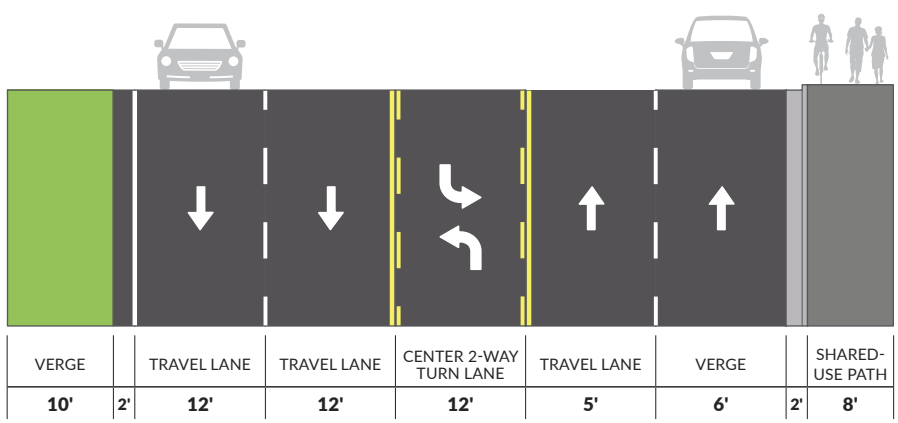 VERGE
TRAVEL LANE
TRAVEL LANE
CENTER 2-WAY
TURN LANE
TRAVEL LANE
VERGE
SHARED-
USE PATH
10' 2' 12' 12' 12' 5' 6' 2' 8'